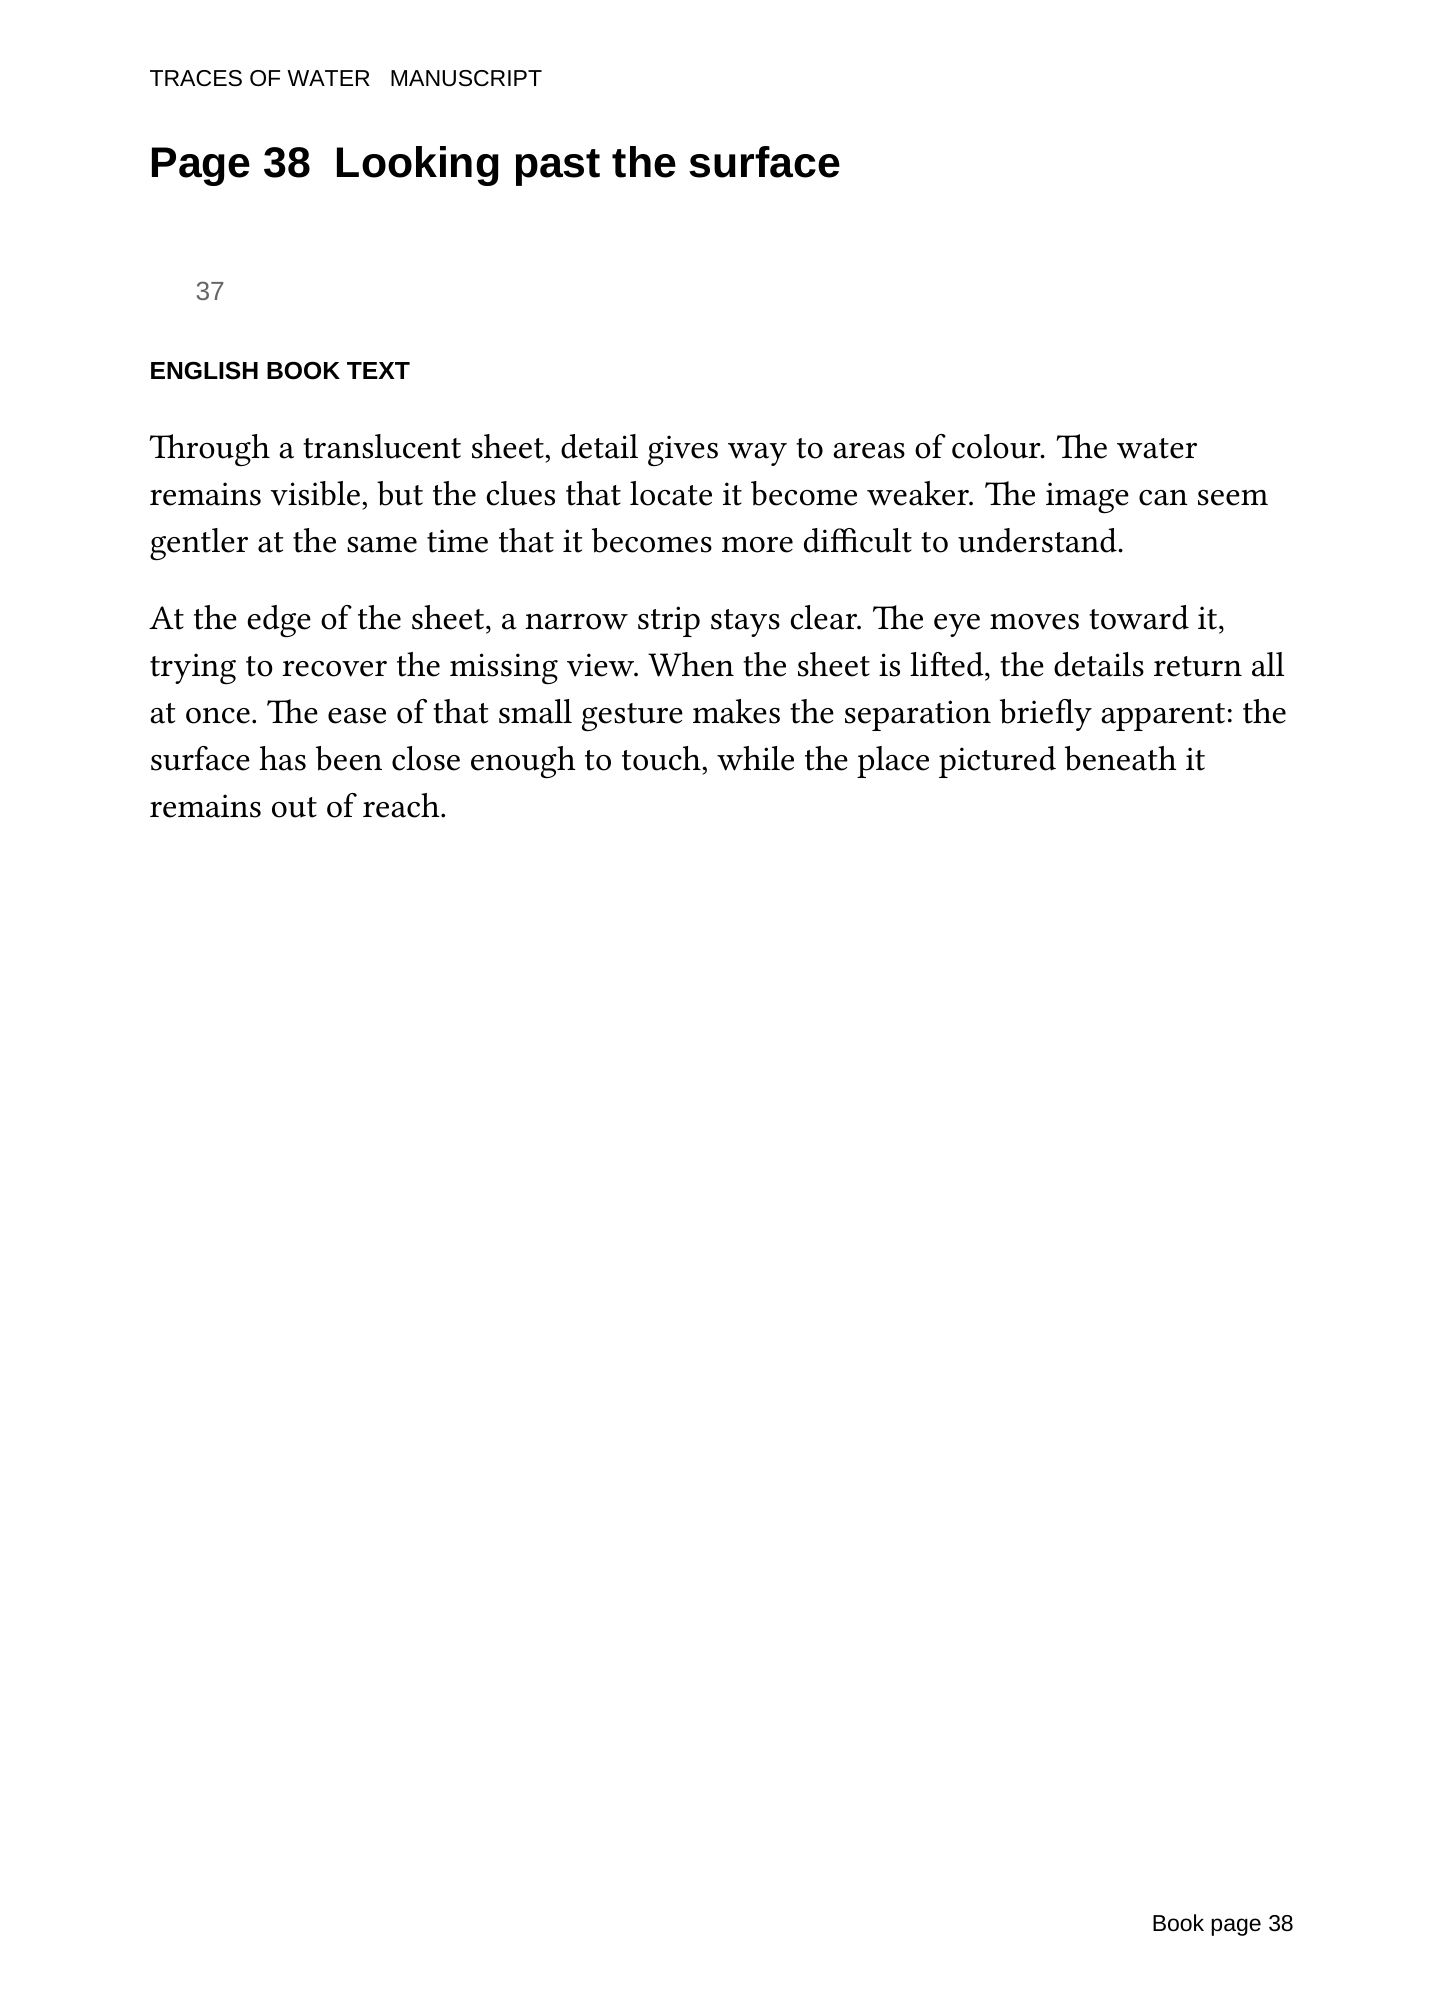 TRACES OF WATER   MANUSCRIPT
Page 38  Looking past the surface
37
ENGLISH BOOK TEXT
Through a translucent sheet, detail gives way to areas of colour. The water
remains visible, but the clues that locate it become weaker. The image can seem
gentler at the same time that it becomes more difficult to understand.
At the edge of the sheet, a narrow strip stays clear. The eye moves toward it,
trying to recover the missing view. When the sheet is lifted, the details return all
at once. The ease of that small gesture makes the separation briefly apparent: the
surface has been close enough to touch, while the place pictured beneath it
remains out of reach.
Book page 38